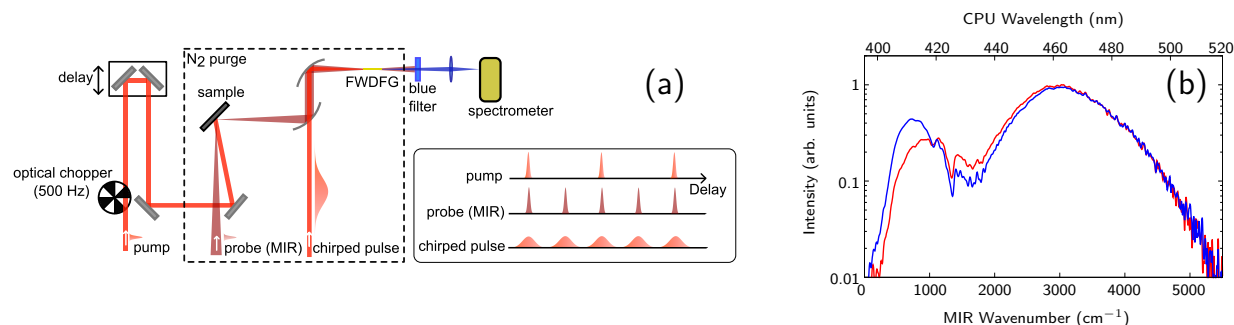 N2 purge
delay
sample
FWDFG
blue
filter
spectrometer
(a)
optical chopper
(500 Hz)
pump
probe (MIR)
chirped pulse
pump
Delay
probe (MIR)
chirped pulse
CPU Wavelength (nm)
400 420 440 460 480 500 520
(b)
Intensity (arb. units)
1
0.1
0.01
0 1000 2000 3000 4000 5000
MIR Wavenumber (cm⁻¹)